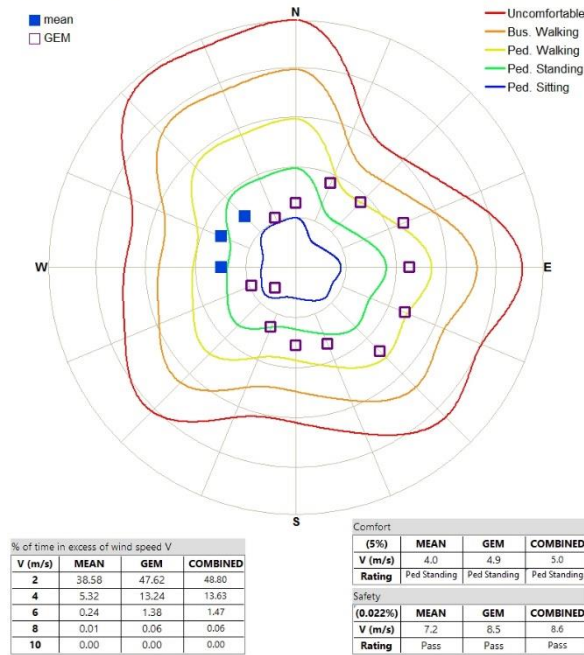 N
mean
GEM
Uncomfortable
Bus. Walking
Ped. Walking
Ped. Standing
Ped. Sitting
W
E
S
% of time in excess of wind speed V
V (m/s) MEAN GEM COMBINED
2 38.58 47.62 48.80
4 5.32 13.24 13.63
6 0.24 1.38 1.47
8 0.01 0.06 0.06
10 0.00 0.00 0.00
Comfort
(5%) MEAN GEM COMBINED
V (m/s) 4.0 4.9 5.0
Rating Ped Standing Ped Standing Ped Standing
Safety
(0.022%) MEAN GEM COMBINED
V (m/s) 7.2 8.5 8.6
Rating Pass Pass Pass